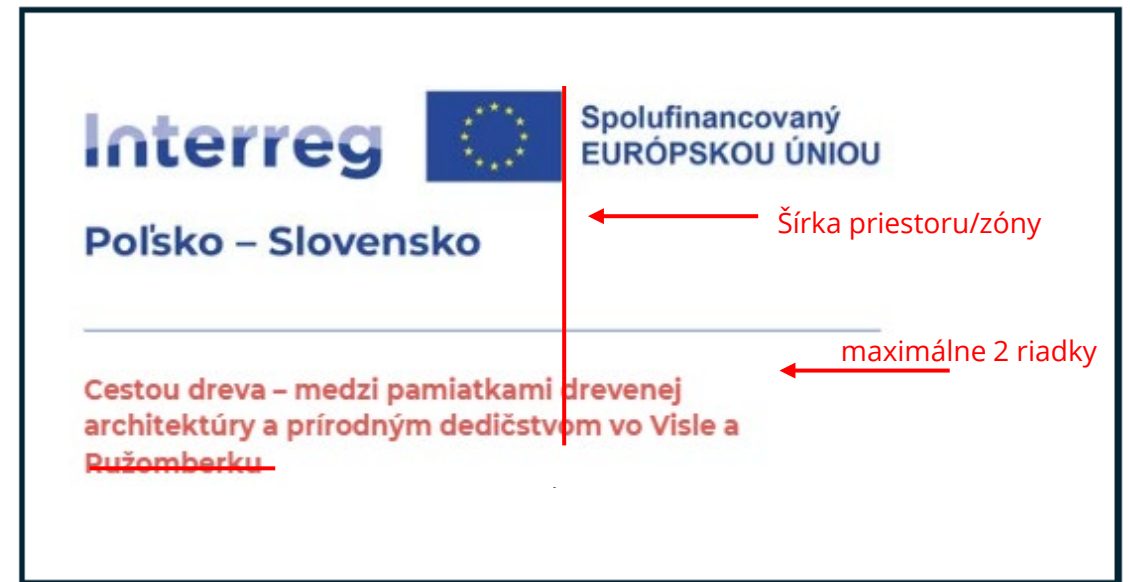 Interreg
Spolufinancovaný
EURÓPSKOU ÚNIOU
Šírka priestoru/zóny
Poľsko – Slovensko
maximálne 2 riadky
Cestou dreva – medzi pamiatkami drevenej
architektúry a prírodným dedičstvom vo Visle a
Ružomberku